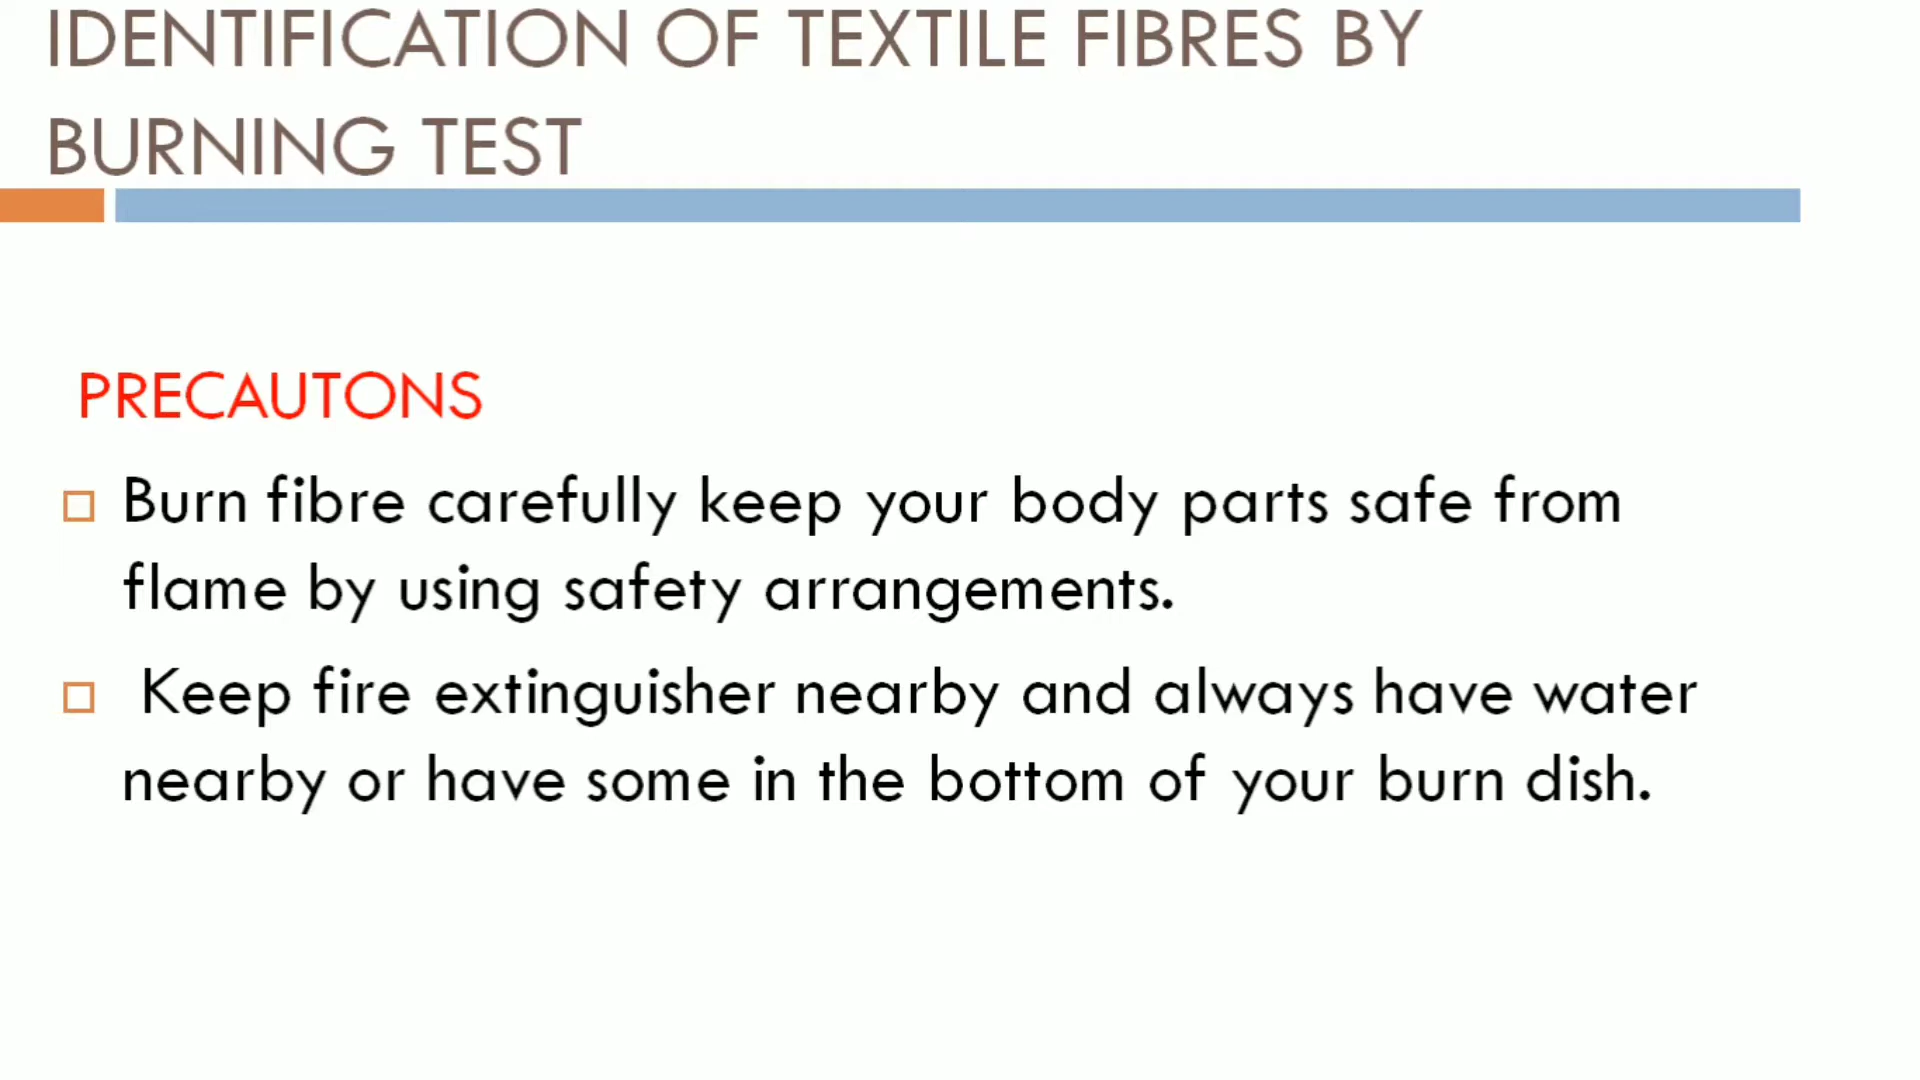 IDENTIFICATION OF TEXTILE FIBRES BY
BURNING TEST
PRECAUTONS
Burn fibre carefully keep your body parts safe from
flame by using safety arrangements.
Keep fire extinguisher nearby and always have water
nearby or have some in the bottom of your burn dish.